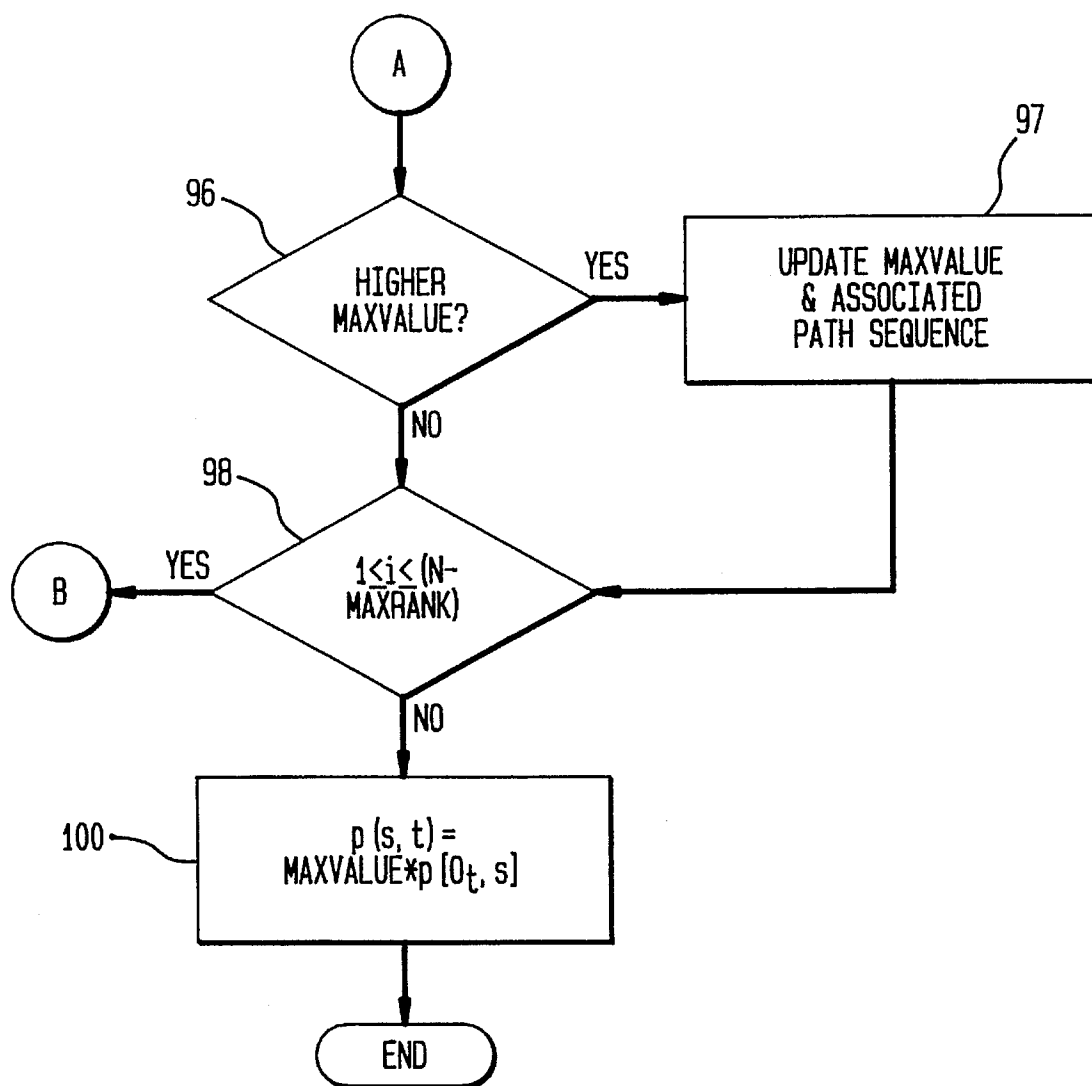 A
97
96
HIGHER
MAXVALUE?
YES
UPDATE MAXVALUE
& ASSOCIATED
PATH SEQUENCE
NO
98
YES
B
1≤i≤(N-
MAXRANK)
NO
100
p(s,t)=
MAXVALUE*p[0t,s]
END